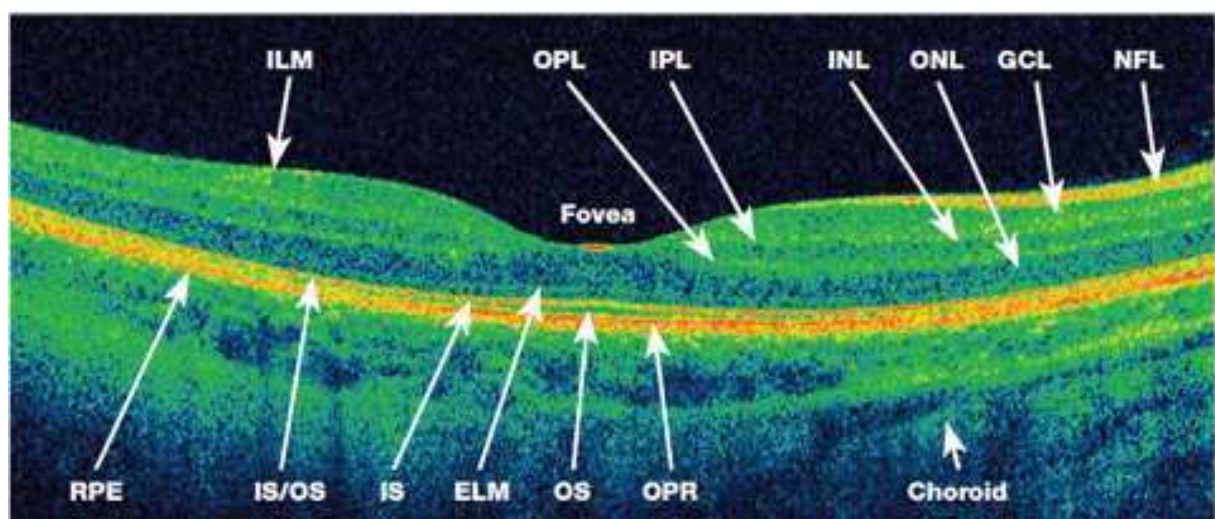 ILM OPL IPL INL ONL GCL NFL
Fovea
RPE IS/OS IS ELM OS OPR Choroid